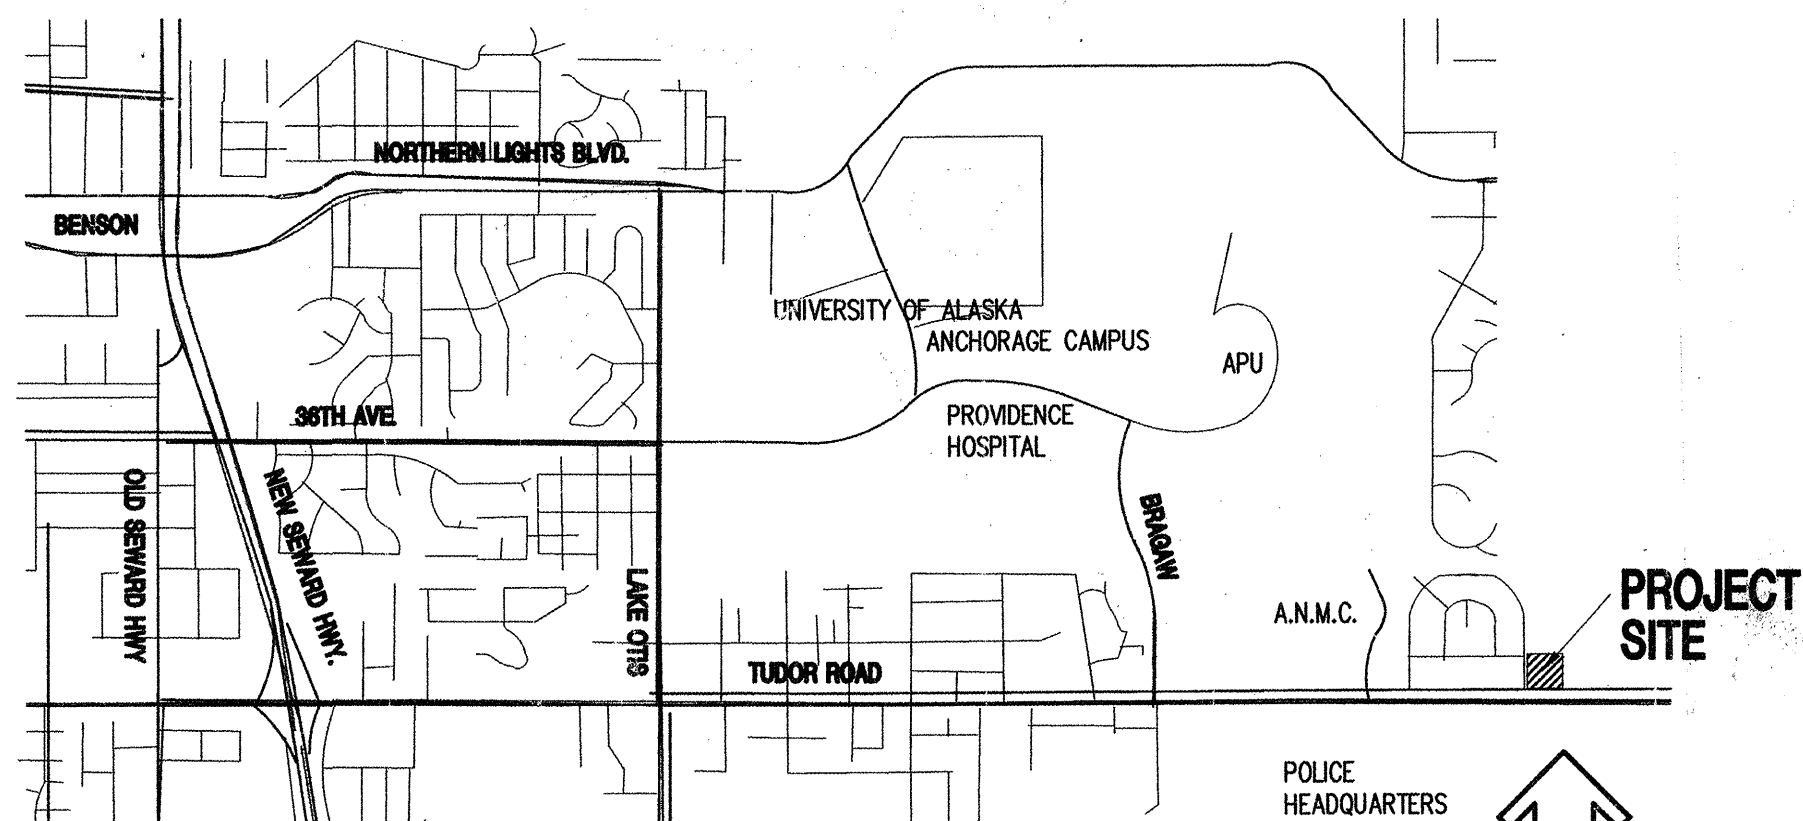 NORTHERN LIGHTS BLVD.
BENSON
UNIVERSITY OF ALASKA
ANCHORAGE CAMPUS
APU
36TH AVE.
PROVIDENCE
HOSPITAL
OLD SEWARD HWY
NEW SEWARD HWY.
LAKE OTIS
BRAGAW
A.N.M.C.
PROJECT
SITE
TUDOR ROAD
POLICE
HEADQUARTERS